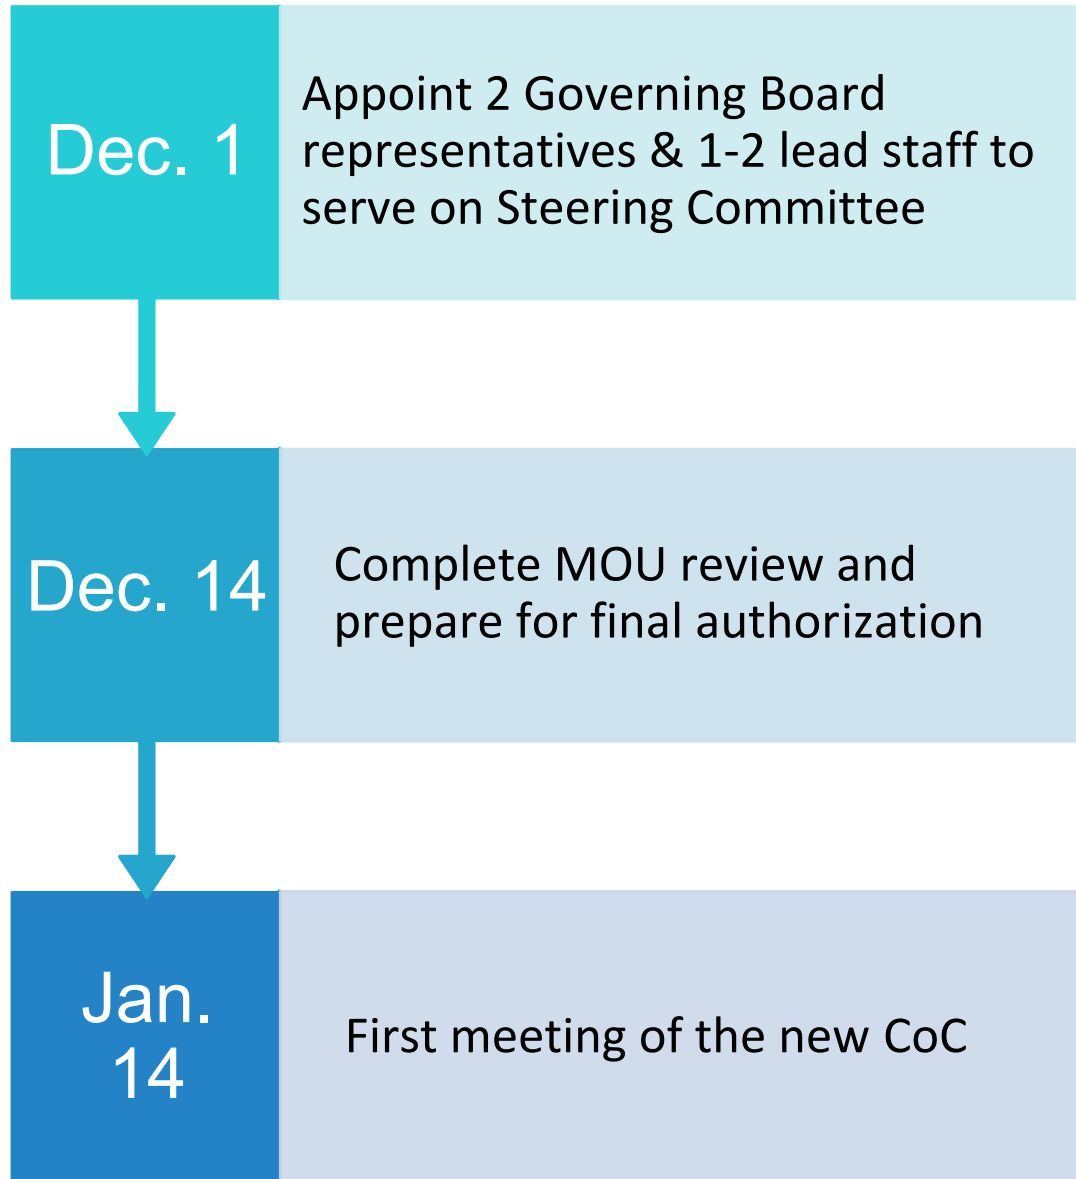 Dec. 1
Appoint 2 Governing Board
representatives & 1-2 lead staff to
serve on Steering Committee
Dec. 14
Complete MOU review and
prepare for final authorization
Jan.
14
First meeting of the new CoC